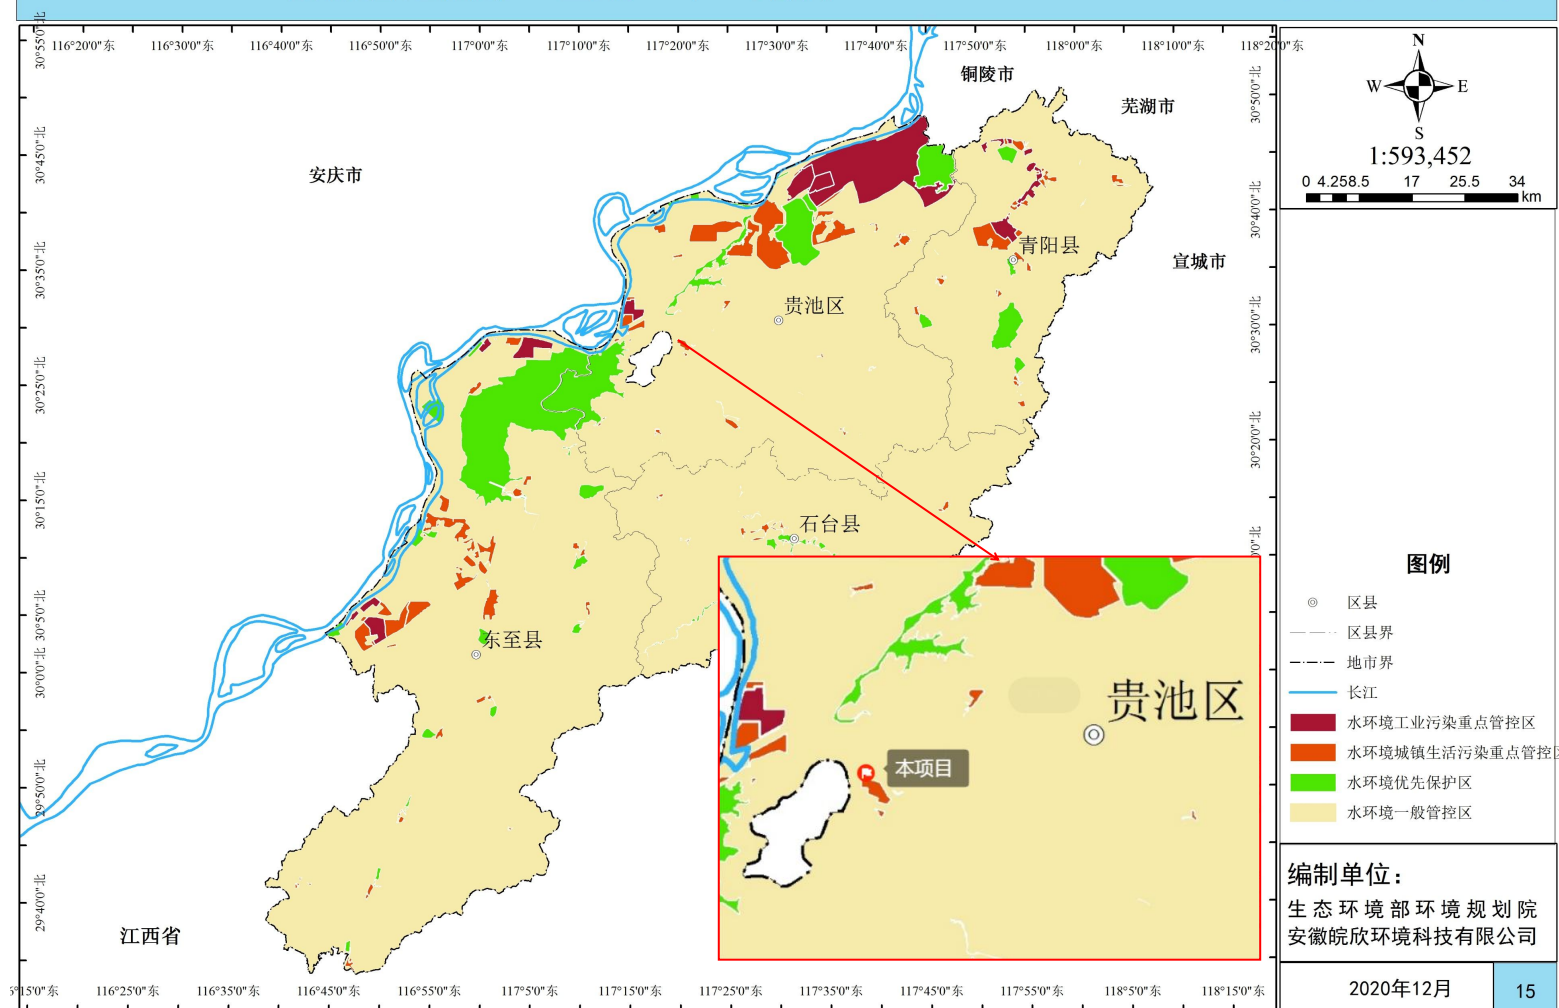 116°20'0"东 116°30'0"东 116°40'0"东 116°50'0"东 117°0'0"东 117°10'0"东 117°20'0"东 117°30'0"东 117°40'0"东 117°50'0"东 118°0'0"东 118°10'0"东 118°20'0"东
铜陵市
芜湖市
安庆市
宣城市
青阳县
贵池区
石台县
东至县
江西省
贵池区
本项目
30°45'0"北
30°35'0"北
30°25'0"北
30°15'0"北
30°5'0"北
30°50'0"北
30°40'0"北
30°30'0"北
30°20'0"北
30°0'0"北
29°50'0"北
29°40'0"北
116°25'0"东 116°35'0"东 116°45'0"东 116°55'0"东 117°5'0"东 117°15'0"东 117°25'0"东 117°35'0"东 117°45'0"东 117°55'0"东 118°5'0"东 118°15'0"东
N
W E
S
1:593,452
0 4.25 8.5 17 25.5 34
km
图例
区县
区县界
地市界
长江
水环境工业污染重点管控区
水环境城镇生活污染重点管控区
水环境优先保护区
水环境一般管控区
编制单位：
生态环境部环境规划院
安徽皖欣环境科技有限公司
2020年12月
15